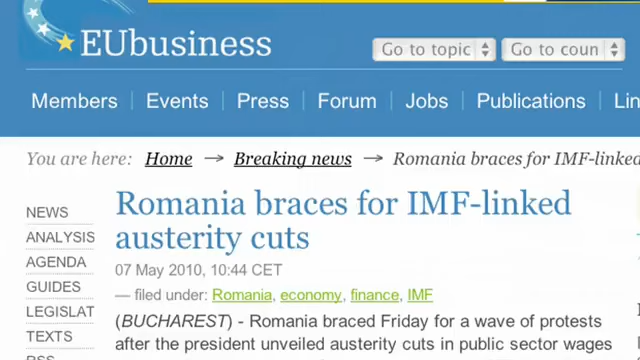 EUbusiness
Go to topic
Go to coun
Members
Events
Press
Forum
Jobs
Publications
Lin
You are here: Home → Breaking news → Romania braces for IMF-linked
NEWS
ANALYSIS
AGENDA
GUIDES
LEGISLAT
TEXTS
RSS
Romania braces for IMF-linked
austerity cuts
07 May 2010, 10:44 CET
— filed under: Romania, economy, finance, IMF
(BUCHAREST) - Romania braced Friday for a wave of protests
after the president unveiled austerity cuts in public sector wages